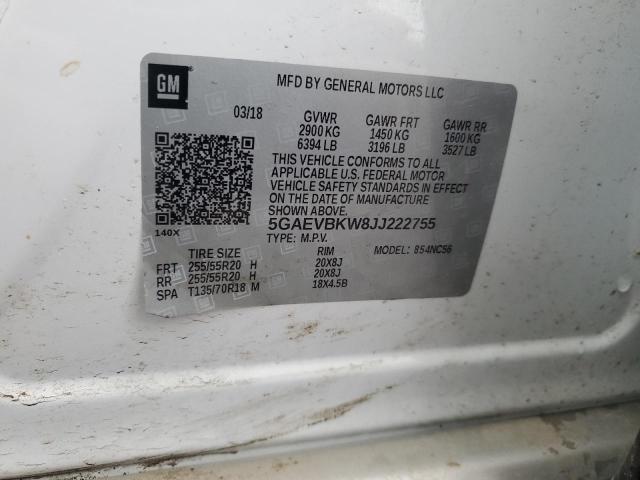 GM
MFD BY GENERAL MOTORS LLC
03/18 GVWR GAWR FRT GAWR RR
2900 KG 1450 KG 1600 KG
6394 LB 3196 LB 3527 LB
THIS VEHICLE CONFORMS TO ALL
APPLICABLE U.S. FEDERAL MOTOR
VEHICLE SAFETY STANDARDS IN EFFECT
ON THE DATE OF MANUFACTURE
SHOWN ABOVE.
140X 5GAEVBKW8JJ222755
TYPE: M.P.V. MODEL: 854NC56
TIRE SIZE RIM
FRT 255/55R20 H 20X8J
RR 255/55R20 H 20X8J
SPA T135/70R18 M 18X4.5B